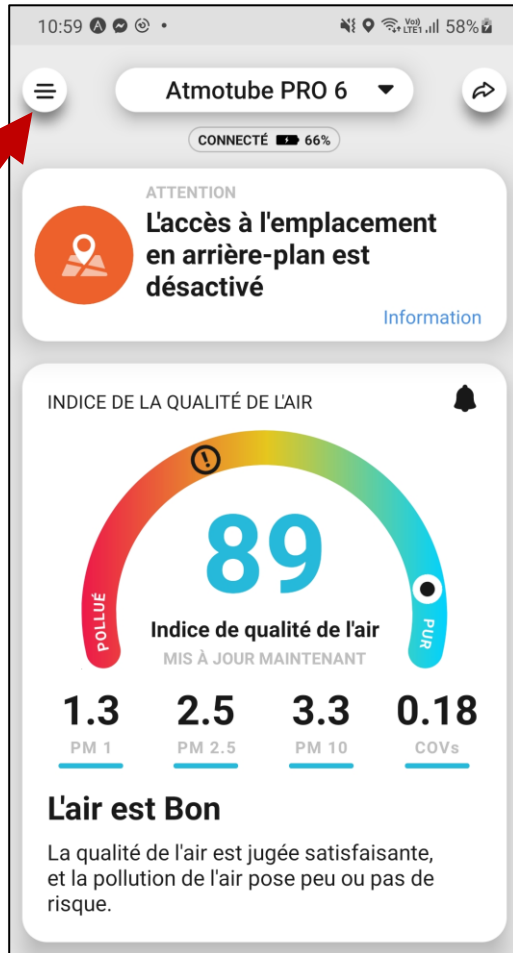 10:59
Vo)) LTE1 58%
Atmotube PRO 6
CONNECTÉ 66%
ATTENTION
L'accès à l'emplacement
en arrière-plan est
désactivé
Information
INDICE DE LA QUALITÉ DE L'AIR
POLLUÉ
89
PUR
Indice de qualité de l'air
MIS À JOUR MAINTENANT
1.3 2.5 3.3 0.18
PM 1 PM 2.5 PM 10 COVs
L'air est Bon
La qualité de l'air est jugée satisfaisante,
et la pollution de l'air pose peu ou pas de
risque.